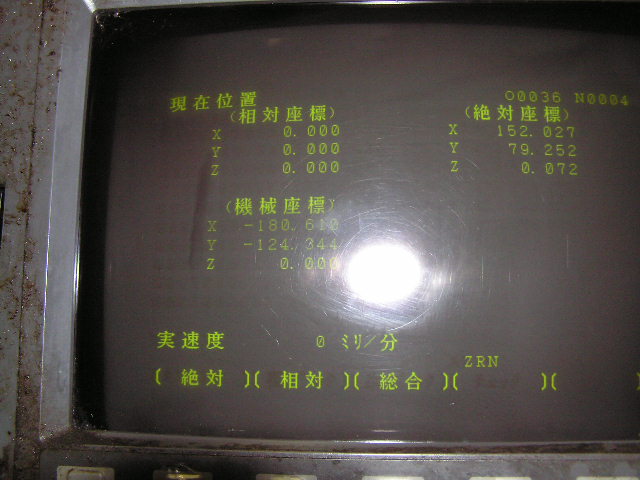 現在位置 O0036 N0004
(相対座標) (絶対座標)
X 0.000 X 152.027
Y 0.000 Y 79.252
Z 0.000 Z 0.072
(機械座標)
X -180.610
Y -124.344
Z 0.000
実速度 0 ミリ/分
ZRN
( 絶対 )( 相対 )( 総合 )( )(